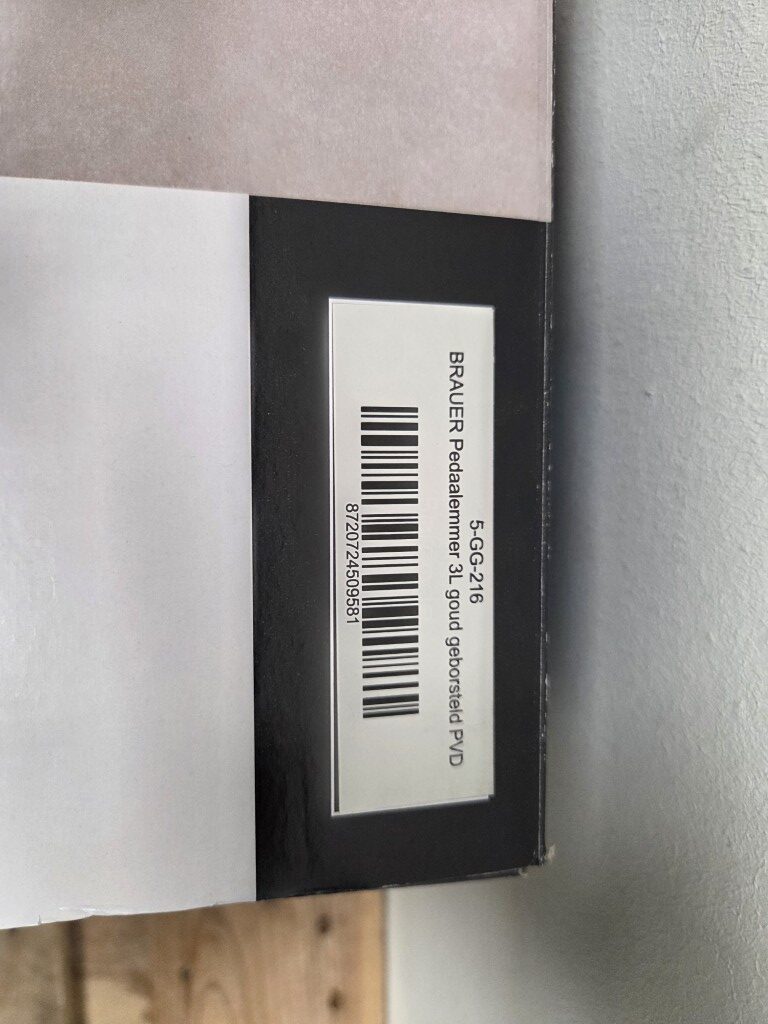 5-GG-216
BRAUER Pedaalemmer 3L goud geborsteld PVD
8720724509581